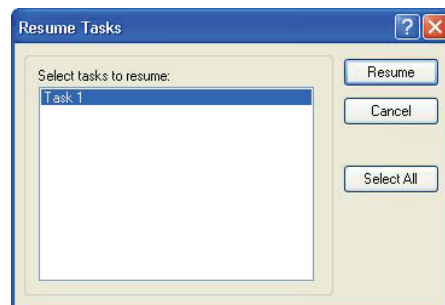 Resume Tasks
Select tasks to resume:
Task 1
Resume
Cancel
Select All